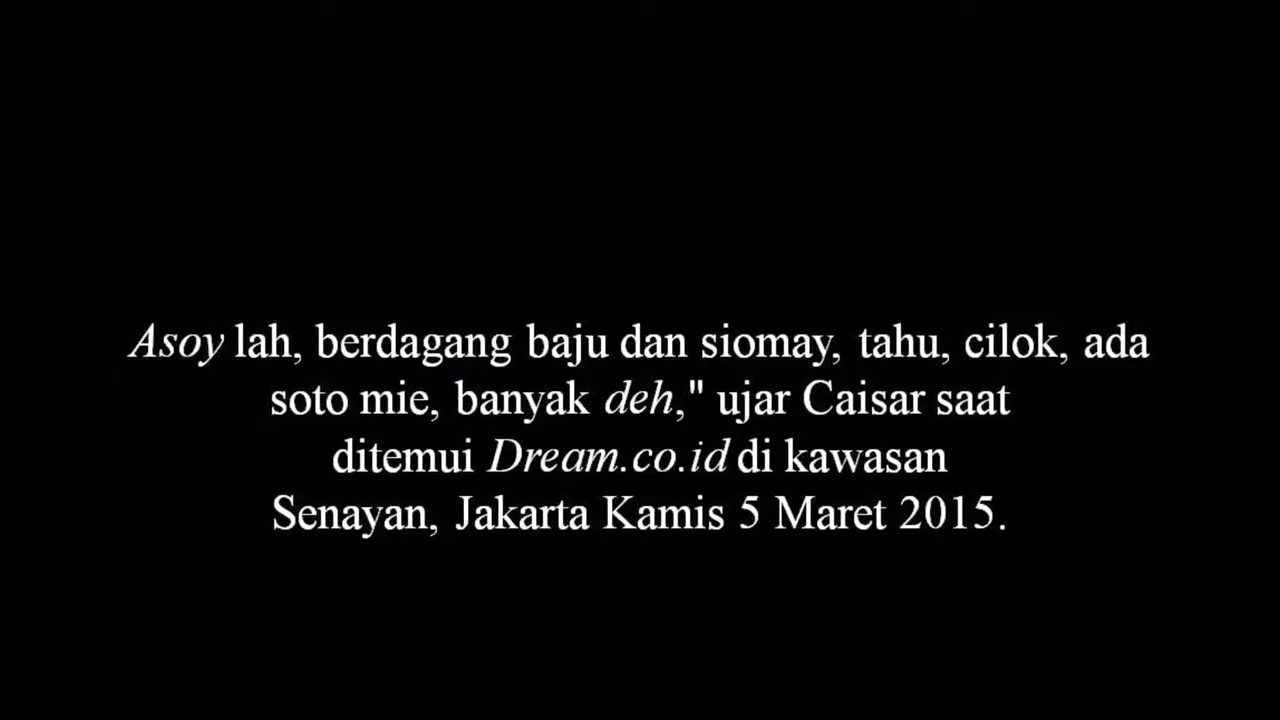 Asoy lah, berdagang baju dan siomay, tahu, cilok, ada
soto mie, banyak deh," ujar Caisar saat
ditemui Dream.co.id di kawasan
Senayan, Jakarta Kamis 5 Maret 2015.